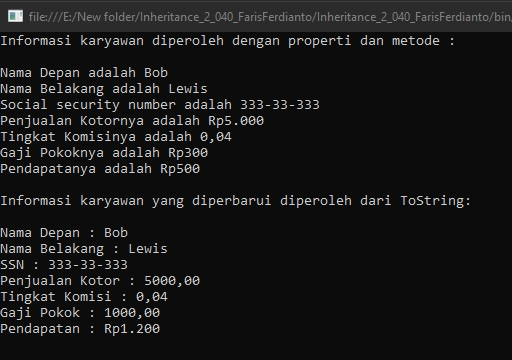 file:///E:/New folder/Inheritance_2_040_FarisFerdianto/Inheritance_2_040_FarisFerdianto/bin/
Informasi karyawan diperoleh dengan properti dan metode :
Nama Depan adalah Bob
Nama Belakang adalah Lewis
Social security number adalah 333-33-333
Penjualan Kotornya adalah Rp5.000
Tingkat Komisinya adalah 0,04
Gaji Pokoknya adalah Rp300
Pendapatanya adalah Rp500
Informasi karyawan yang diperbarui diperoleh dari ToString:
Nama Depan : Bob
Nama Belakang : Lewis
SSN : 333-33-333
Penjualan Kotor : 5000,00
Tingkat Komisi : 0,04
Gaji Pokok : 1000,00
Pendapatan : Rp1.200